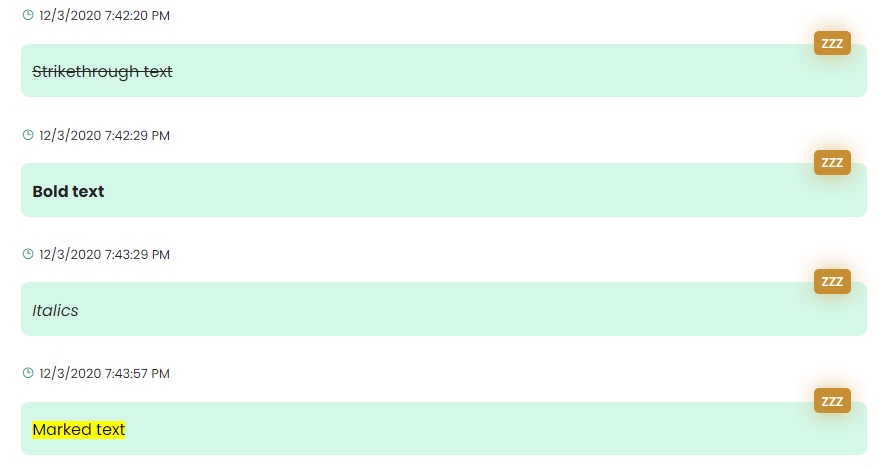 12/3/2020 7:42:20 PM
ZZZ
Strikethrough text
12/3/2020 7:42:29 PM
ZZZ
Bold text
12/3/2020 7:43:29 PM
ZZZ
Italics
12/3/2020 7:43:57 PM
ZZZ
Marked text